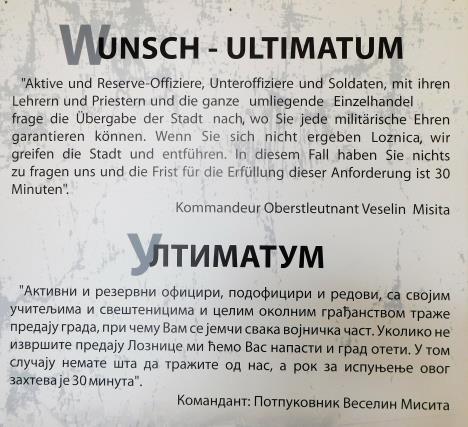 WUNSCH - ULTIMATUM
"Aktive und Reserve-Offiziere, Unteroffiziere und Soldaten, mit ihren
Lehrern und Priestern und die ganze umliegende Einzelhandel
frage die Übergabe der Stadt nach, wo Sie jede militärische Ehren
garantieren können. Wenn Sie sich nicht ergeben Loznica, wir
greifen die Stadt und entführen. In diesem Fall haben Sie nichts
zu fragen uns und die Frist für die Erfüllung dieser Anforderung ist 30
Minuten".
Kommandeur Oberstleutnant Veselin Misita
УЛТИМАТУМ
"Активни и резервни официри, подофицири и редови, са својим
учитељима и свештеницима и целим околним грађанством траже
предају града, при чему Вам се јемчи свака војничка част. Уколико не
извршите предају Лознице ми ћемо Вас напасти и град отети. У том
случају немате шта да тражите од нас, а рок за испуњење овог
захтева је 30 минута".
Командант: Потпуковник Веселин Мисита